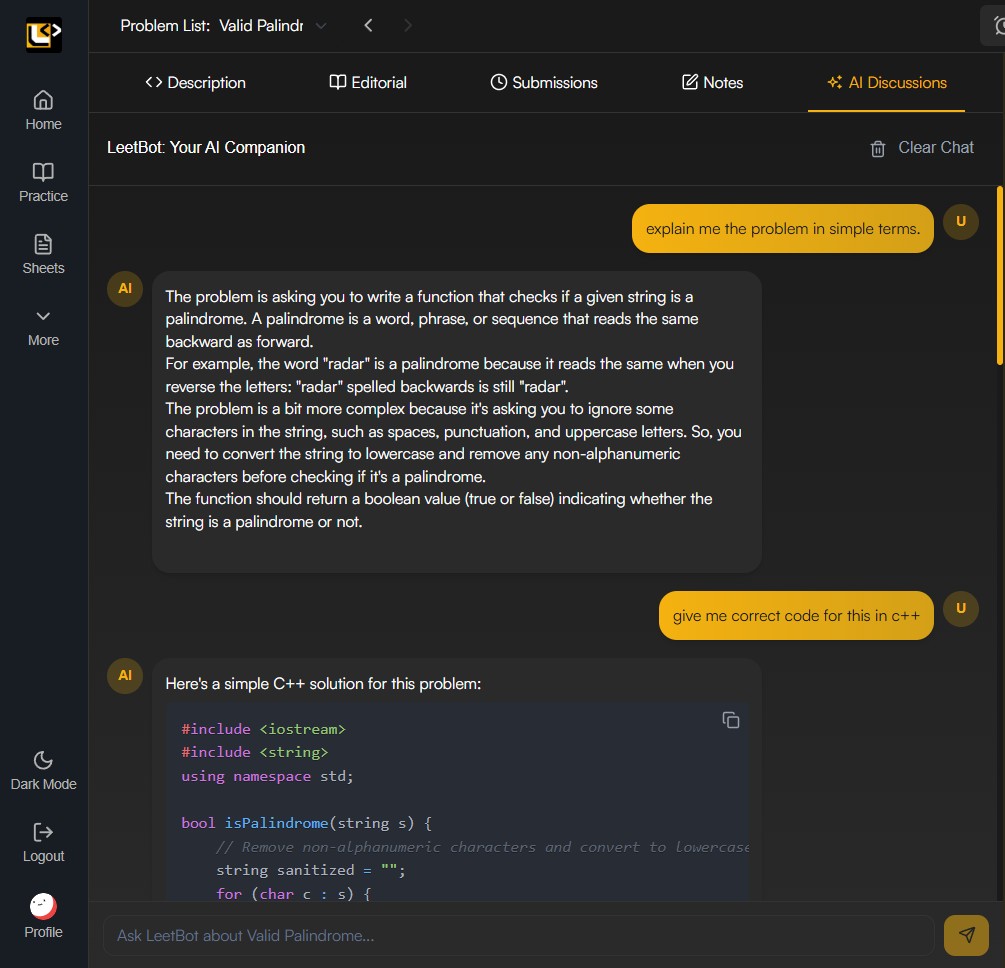 Problem List: Valid Palindr
Description
Editorial
Submissions
Notes
AI Discussions
Home
Practice
Sheets
More
Dark Mode
Logout
Profile
LeetBot: Your AI Companion
Clear Chat
explain me the problem in simple terms.
U
AI
The problem is asking you to write a function that checks if a given string is a
palindrome. A palindrome is a word, phrase, or sequence that reads the same
backward as forward.
For example, the word "radar" is a palindrome because it reads the same when you
reverse the letters: "radar" spelled backwards is still "radar".
The problem is a bit more complex because it's asking you to ignore some
characters in the string, such as spaces, punctuation, and uppercase letters. So, you
need to convert the string to lowercase and remove any non-alphanumeric
characters before checking if it's a palindrome.
The function should return a boolean value (true or false) indicating whether the
string is a palindrome or not.
give me correct code for this in c++
U
AI
Here's a simple C++ solution for this problem:
#include <iostream>
#include <string>
using namespace std;
bool isPalindrome(string s) {
// Remove non-alphanumeric characters and convert to lowercase
string sanitized = "";
for (char c : s) {
Ask LeetBot about Valid Palindrome...